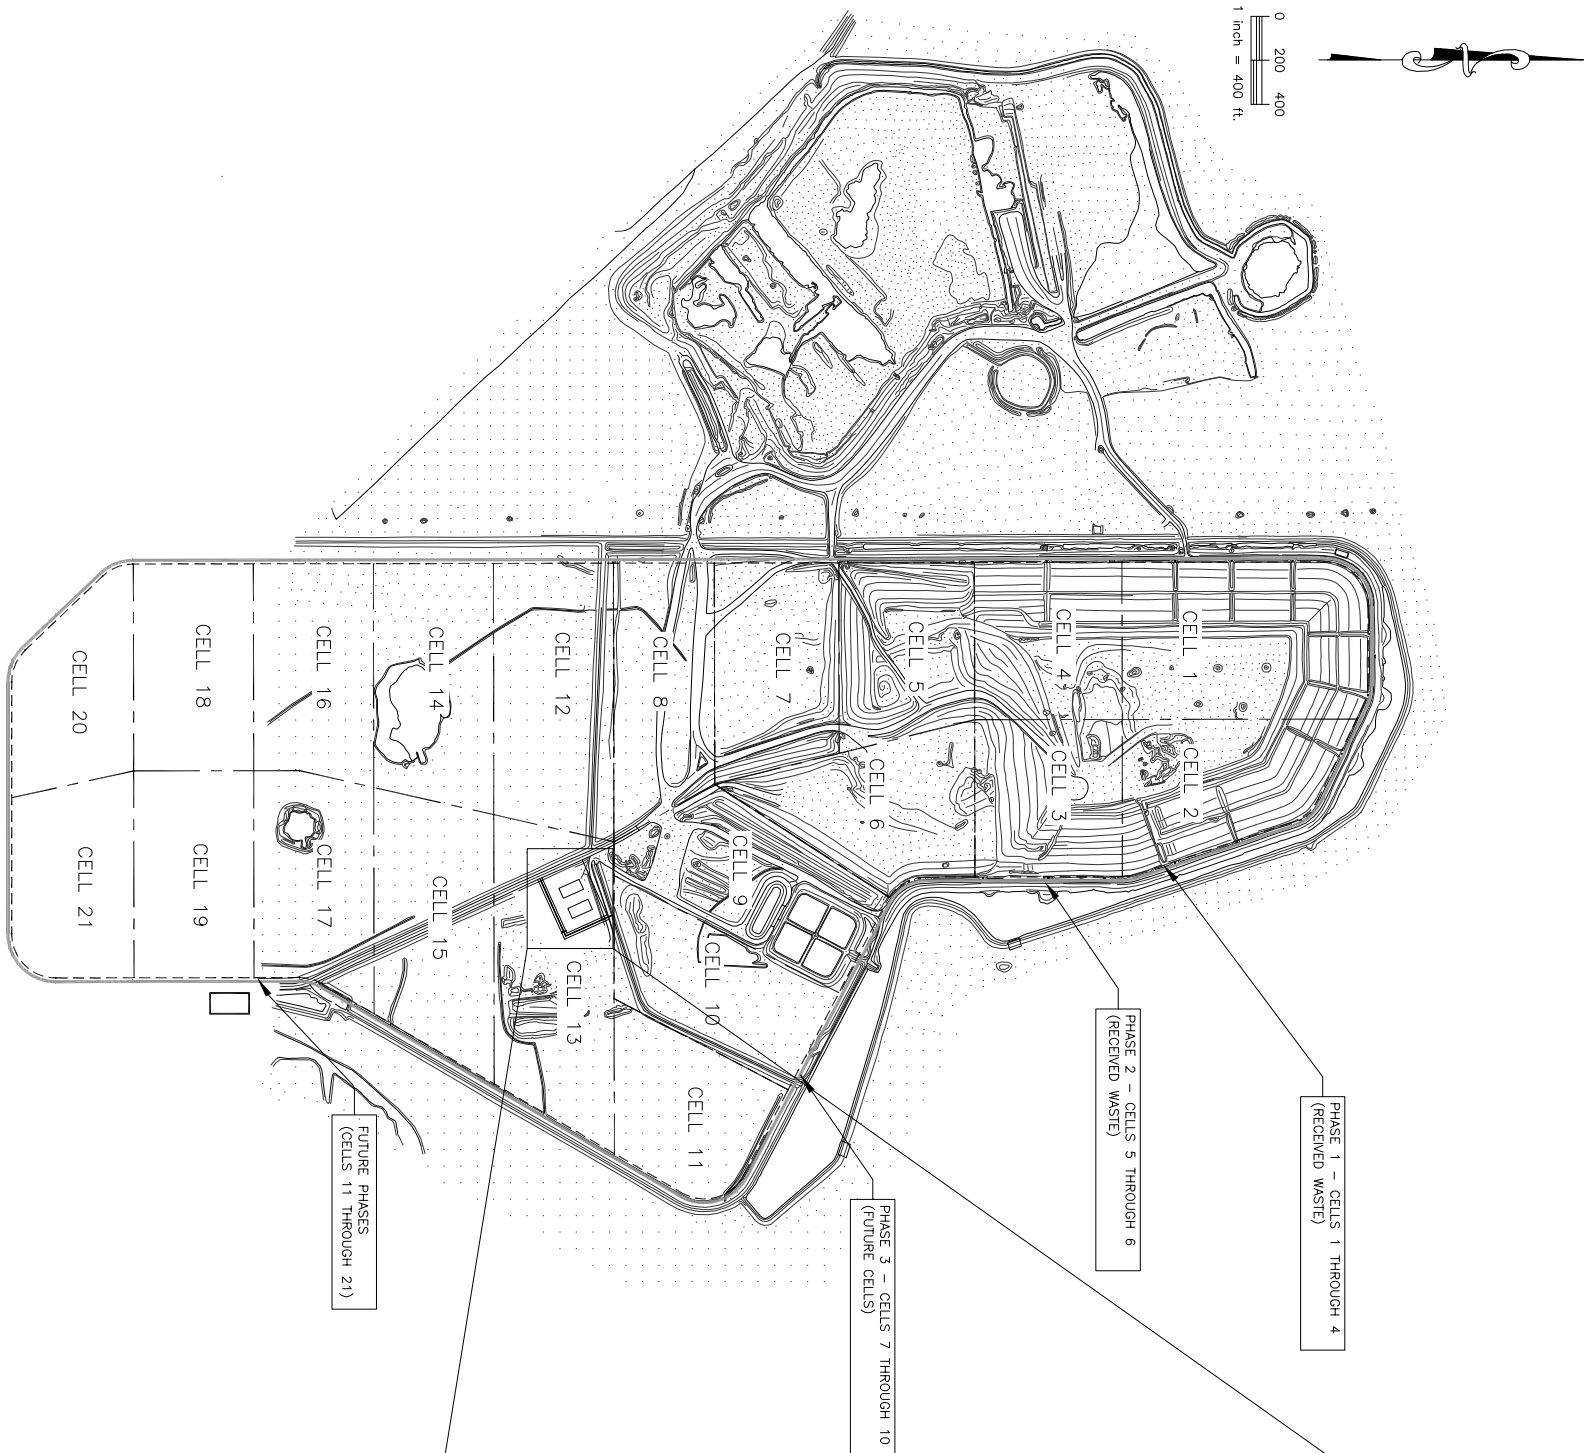 0 200 400
1 inch = 400 ft.
CELL 1
CELL 2
CELL 3
CELL 4
CELL 5
CELL 6
CELL 7
CELL 8
CELL 9
CELL 10
CELL 11
CELL 12
CELL 13
CELL 14
CELL 15
CELL 16
CELL 17
CELL 18
CELL 19
CELL 20
CELL 21
PHASE 1 - CELLS 1 THROUGH 4
(RECEIVED WASTE)
PHASE 2 - CELLS 5 THROUGH 6
(RECEIVED WASTE)
PHASE 3 - CELLS 7 THROUGH 10
(FUTURE CELLS)
FUTURE PHASES
(CELLS 11 THROUGH 21)